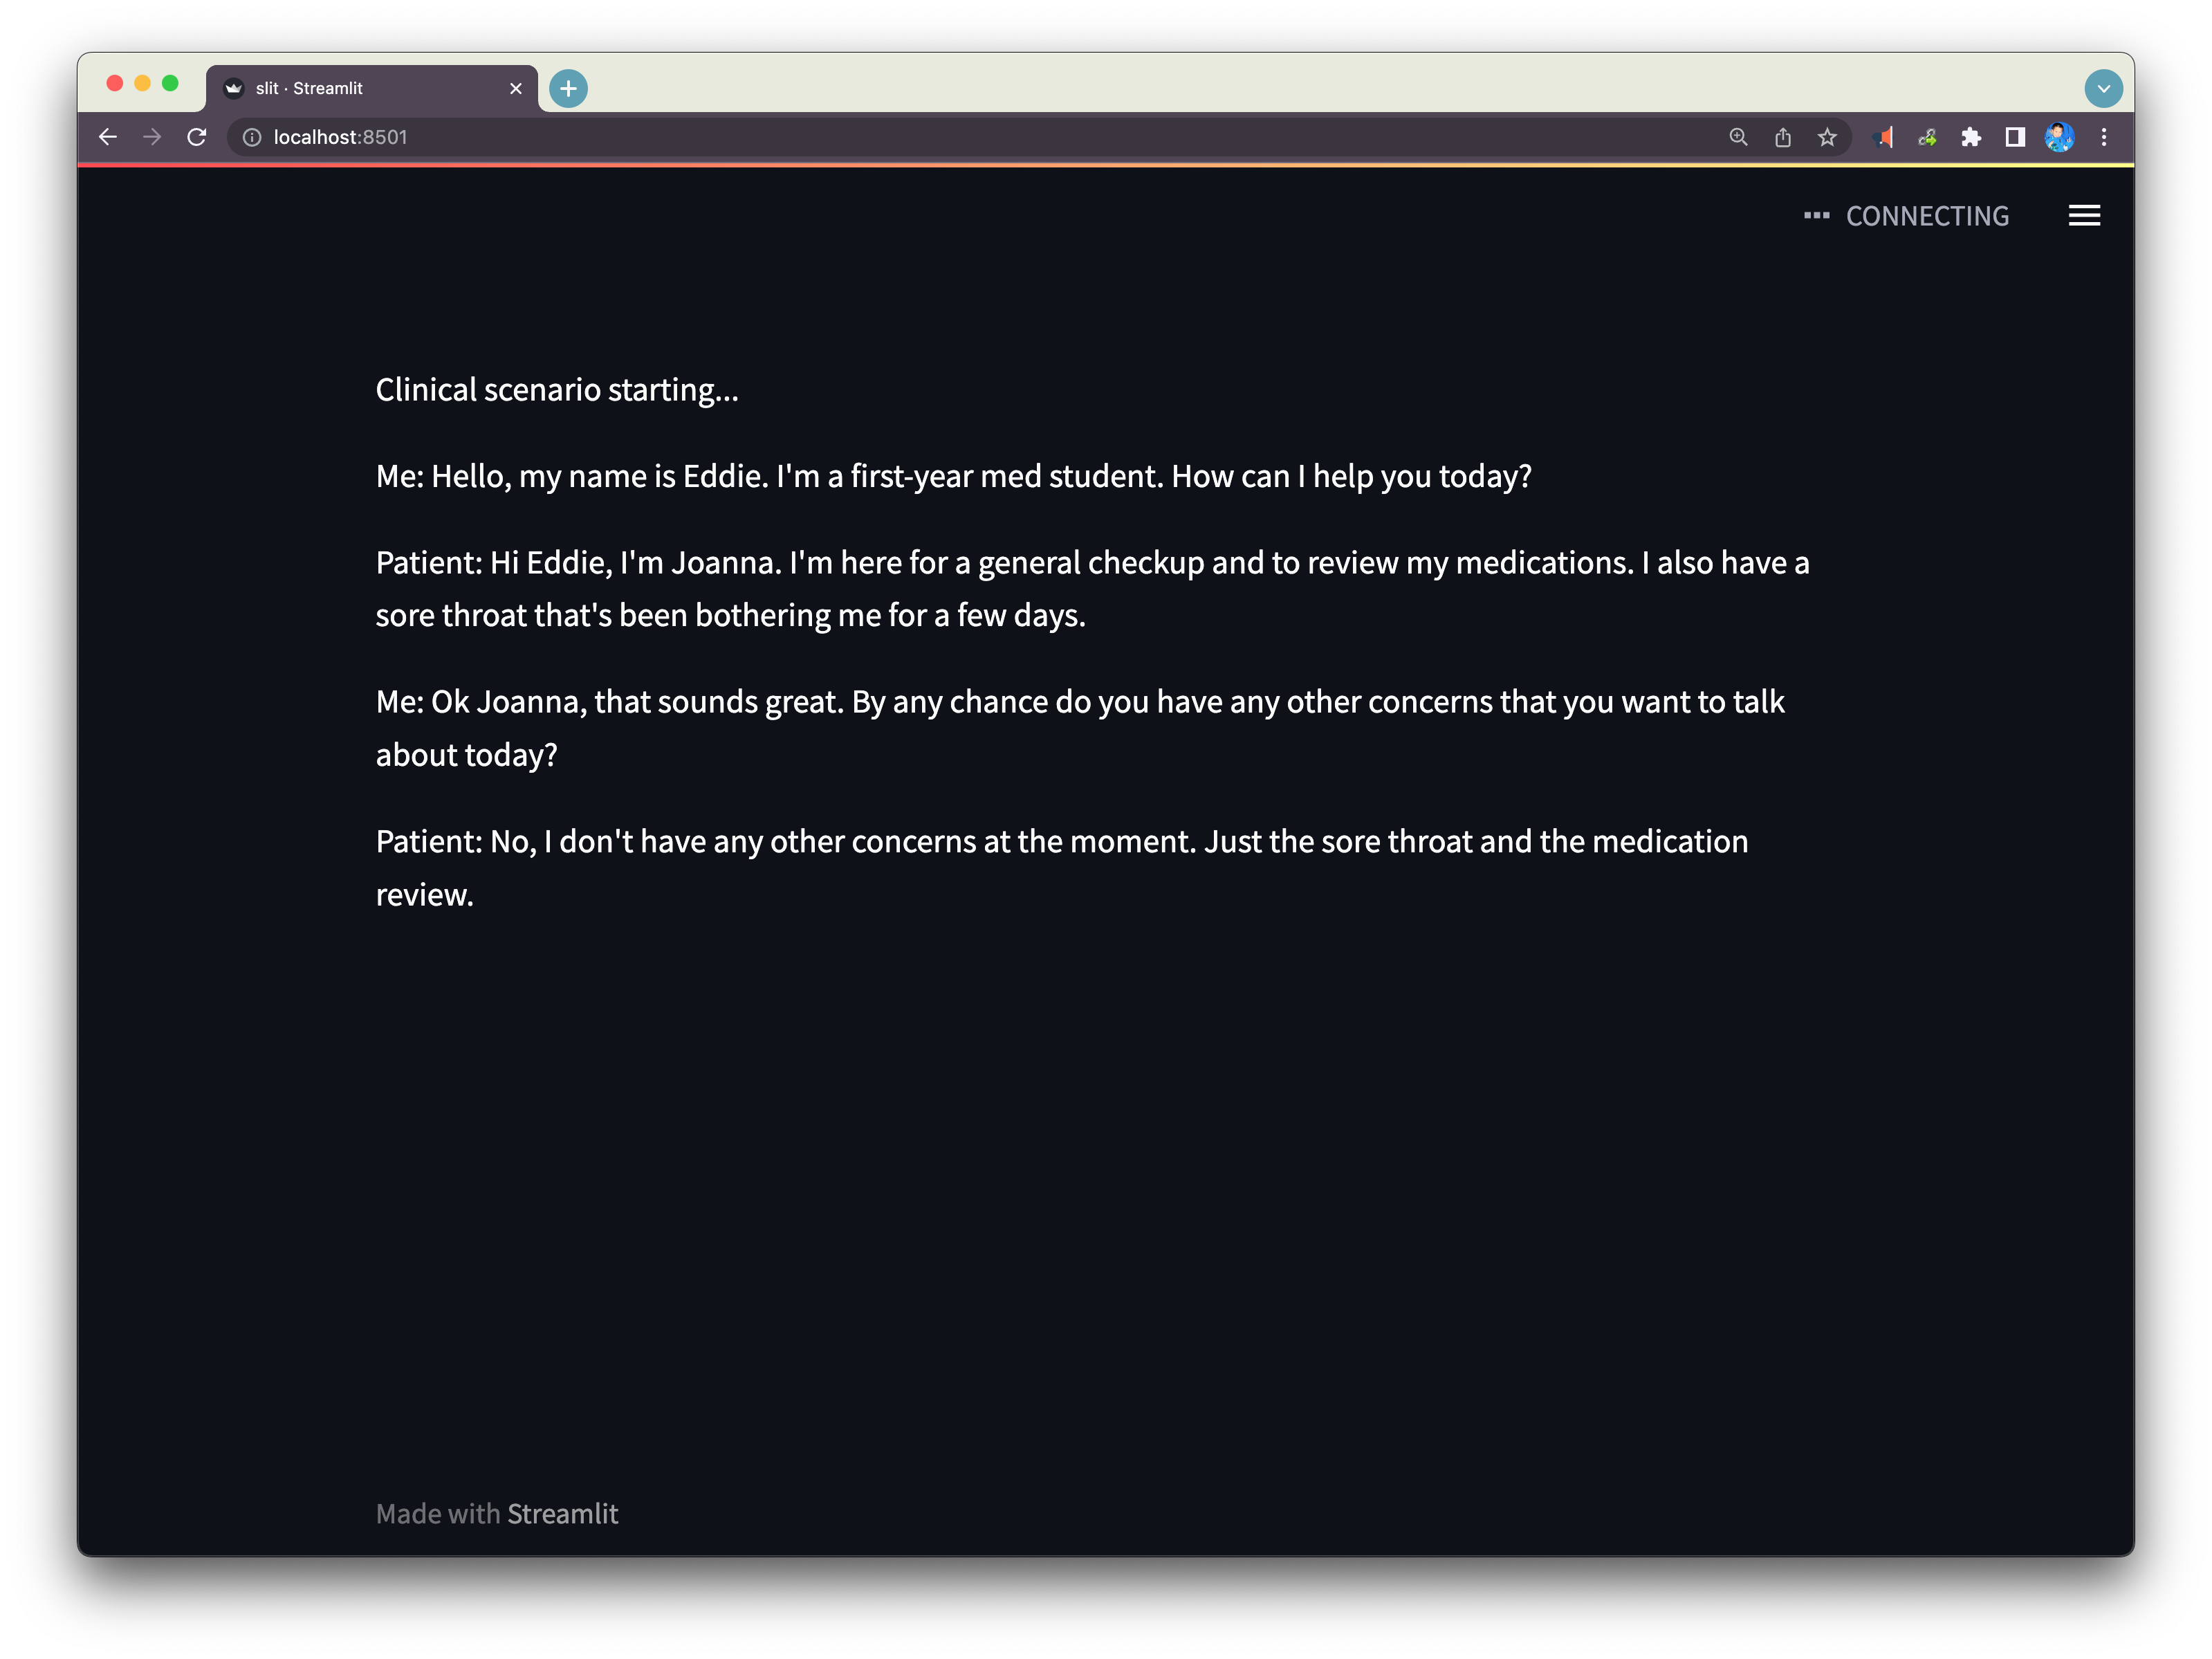 slit · Streamlit
localhost:8501
CONNECTING
Clinical scenario starting...
Me: Hello, my name is Eddie. I'm a first-year med student. How can I help you today?
Patient: Hi Eddie, I'm Joanna. I'm here for a general checkup and to review my medications. I also have a
sore throat that's been bothering me for a few days.
Me: Ok Joanna, that sounds great. By any chance do you have any other concerns that you want to talk
about today?
Patient: No, I don't have any other concerns at the moment. Just the sore throat and the medication
review.
Made with Streamlit